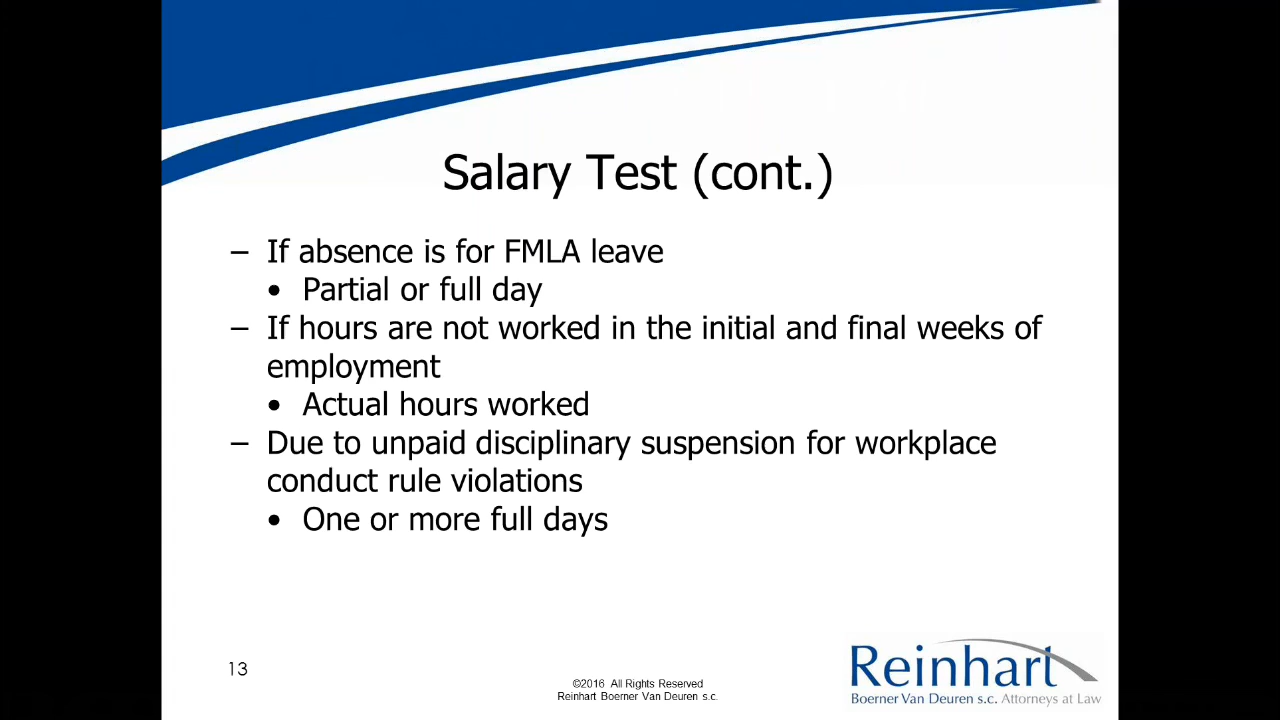 Salary Test (cont.)
– If absence is for FMLA leave
• Partial or full day
– If hours are not worked in the initial and final weeks of
employment
• Actual hours worked
– Due to unpaid disciplinary suspension for workplace
conduct rule violations
• One or more full days
13
©2016 All Rights Reserved
Reinhart Boerner Van Deuren s.c.
Reinhart
Boerner Van Deuren s.c. Attorneys at Law